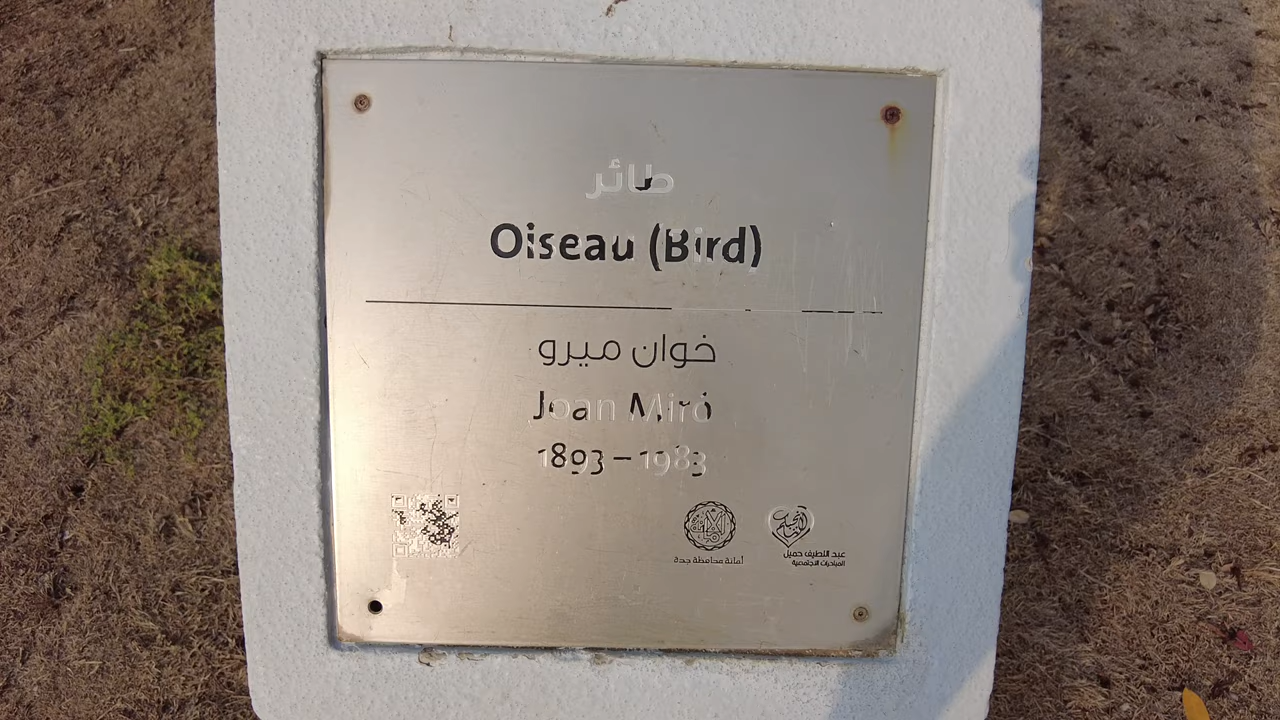 طائر
Oiseau (Bird)
خوان ميرو
Joan Miró
1893 – 1983
أمانة محافظة جدة
عبد اللطيف جميل
المبادرات الاجتماعية